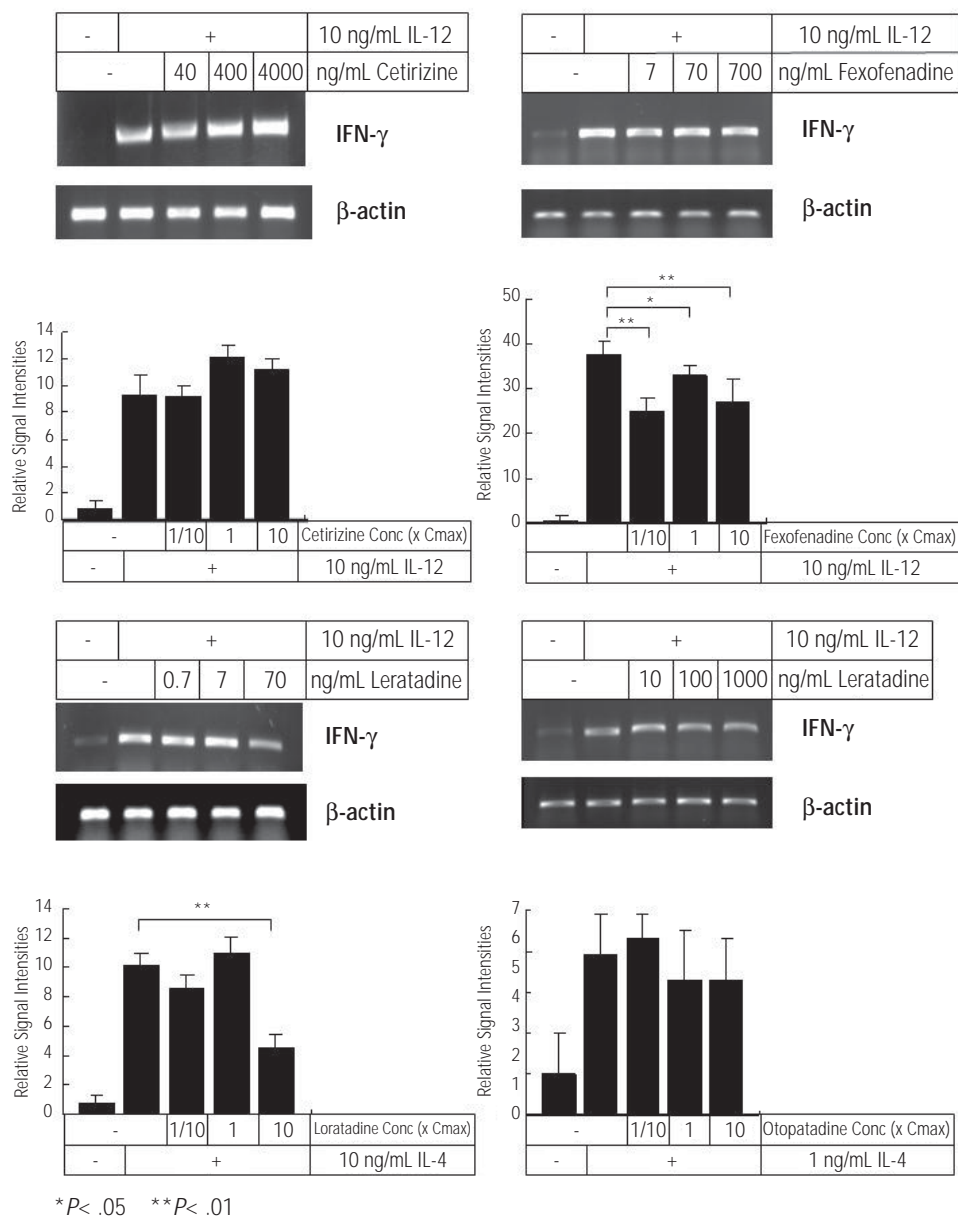 - + 10 ng/mL IL-12
- 40 400 4000 ng/mL Cetirizine
IFN-γ
β-actin
Relative Signal Intensities
14
12
10
8
6
4
2
0
- 1/10 1 10 Cetirizine Conc (x Cmax)
- + 10 ng/mL IL-12
- + 10 ng/mL IL-12
- 7 70 700 ng/mL Fexofenadine
IFN-γ
β-actin
Relative Signal Intensities
50
40
30
20
10
0
**
*
**
- 1/10 1 10 Fexofenadine Conc (x Cmax)
- + 10 ng/mL IL-12
- + 10 ng/mL IL-12
- 0.7 7 70 ng/mL Leratadine
IFN-γ
β-actin
Relative Signal Intensities
14
12
10
8
6
4
2
0
**
- 1/10 1 10 Loratadine Conc (x Cmax)
- + 10 ng/mL IL-4
- + 10 ng/mL IL-12
- 10 100 1000 ng/mL Leratadine
IFN-γ
β-actin
Relative Signal Intensities
7
6
5
4
3
2
1
0
- 1/10 1 10 Otopatadine Conc (x Cmax)
- + 1 ng/mL IL-4
*P< .05 **P< .01